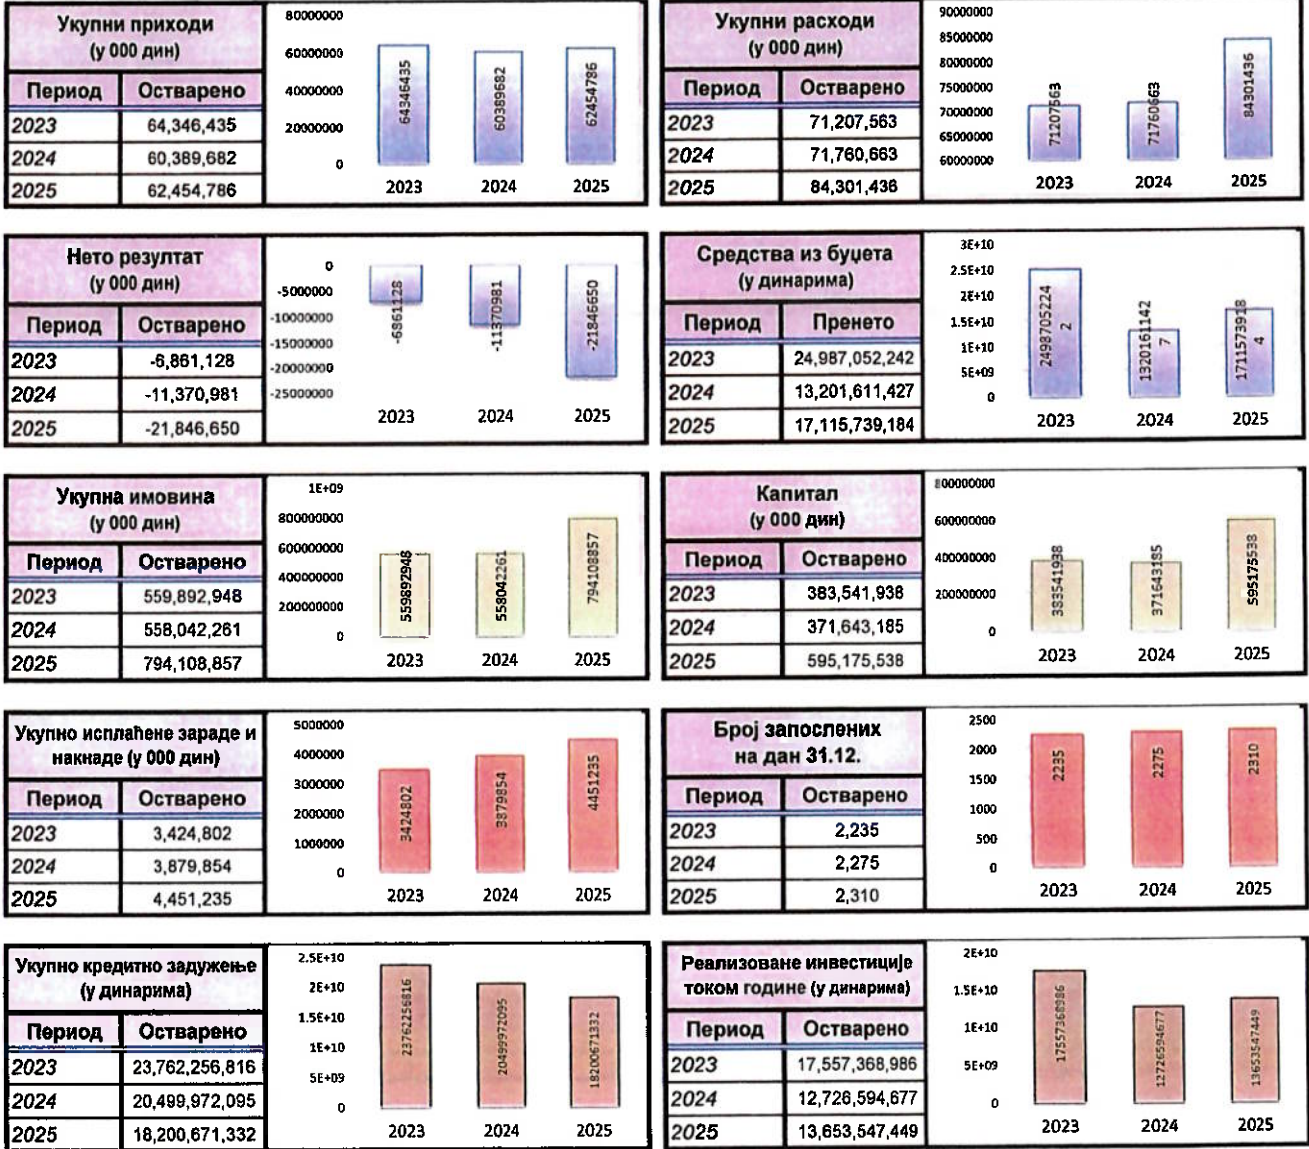 Укупни приходи
(у 000 дин)
Период Остварено
2023 64,346,435
2024 60,389,682
2025 62,454,786
80000000
60000000
40000000
20000000
0
64346435
60389682
62454786
2023 2024 2025
Укупни расходи
(у 000 дин)
Период Остварено
2023 71,207,563
2024 71,760,663
2025 84,301,436
90000000
85000000
80000000
75000000
70000000
65000000
60000000
71207563
71760663
84301436
2023 2024 2025
Нето резултат
(у 000 дин)
Период Остварено
2023 -6,861,128
2024 -11,370,981
2025 -21,846,650
0
-5000000
-10000000
-15000000
-20000000
-25000000
-6861128
-11370981
-21846650
2023 2024 2025
Средства из буџета
(у динарима)
Период Пренето
2023 24,987,052,242
2024 13,201,611,427
2025 17,115,739,184
3E+10
2.5E+10
2E+10
1.5E+10
1E+10
5E+09
0
2498705224
2
1320161142
7
1711573918
4
2023 2024 2025
Укупна имовина
(у 000 дин)
Период Остварено
2023 559,892,948
2024 558,042,261
2025 794,108,857
1E+09
800000000
600000000
400000000
200000000
0
559892948
558042261
794108857
2023 2024 2025
Капитал
(у 000 дин)
Период Остварено
2023 383,541,938
2024 371,643,185
2025 595,175,538
800000000
600000000
400000000
200000000
0
383541938
371643185
595175538
2023 2024 2025
Укупно исплаћене зараде и
накнаде (у 000 дин)
Период Остварено
2023 3,424,802
2024 3,879,854
2025 4,451,235
5000000
4000000
3000000
2000000
1000000
0
3424802
3879854
4451235
2023 2024 2025
Број запослених
на дан 31.12.
Период Остварено
2023 2,235
2024 2,275
2025 2,310
2500
2000
1500
1000
500
0
2235
2275
2310
2023 2024 2025
Укупно кредитно задужење
(у динарима)
Период Остварено
2023 23,762,256,816
2024 20,499,972,095
2025 18,200,671,332
2.5E+10
2E+10
1.5E+10
1E+10
5E+09
0
23762256816
20499972095
18200671332
2023 2024 2025
Реализоване инвестиције
током године (у динарима)
Период Остварено
2023 17,557,368,986
2024 12,726,594,677
2025 13,653,547,449
2E+10
1.5E+10
1E+10
5E+09
0
17557368986
12726594677
13653547449
2023 2024 2025